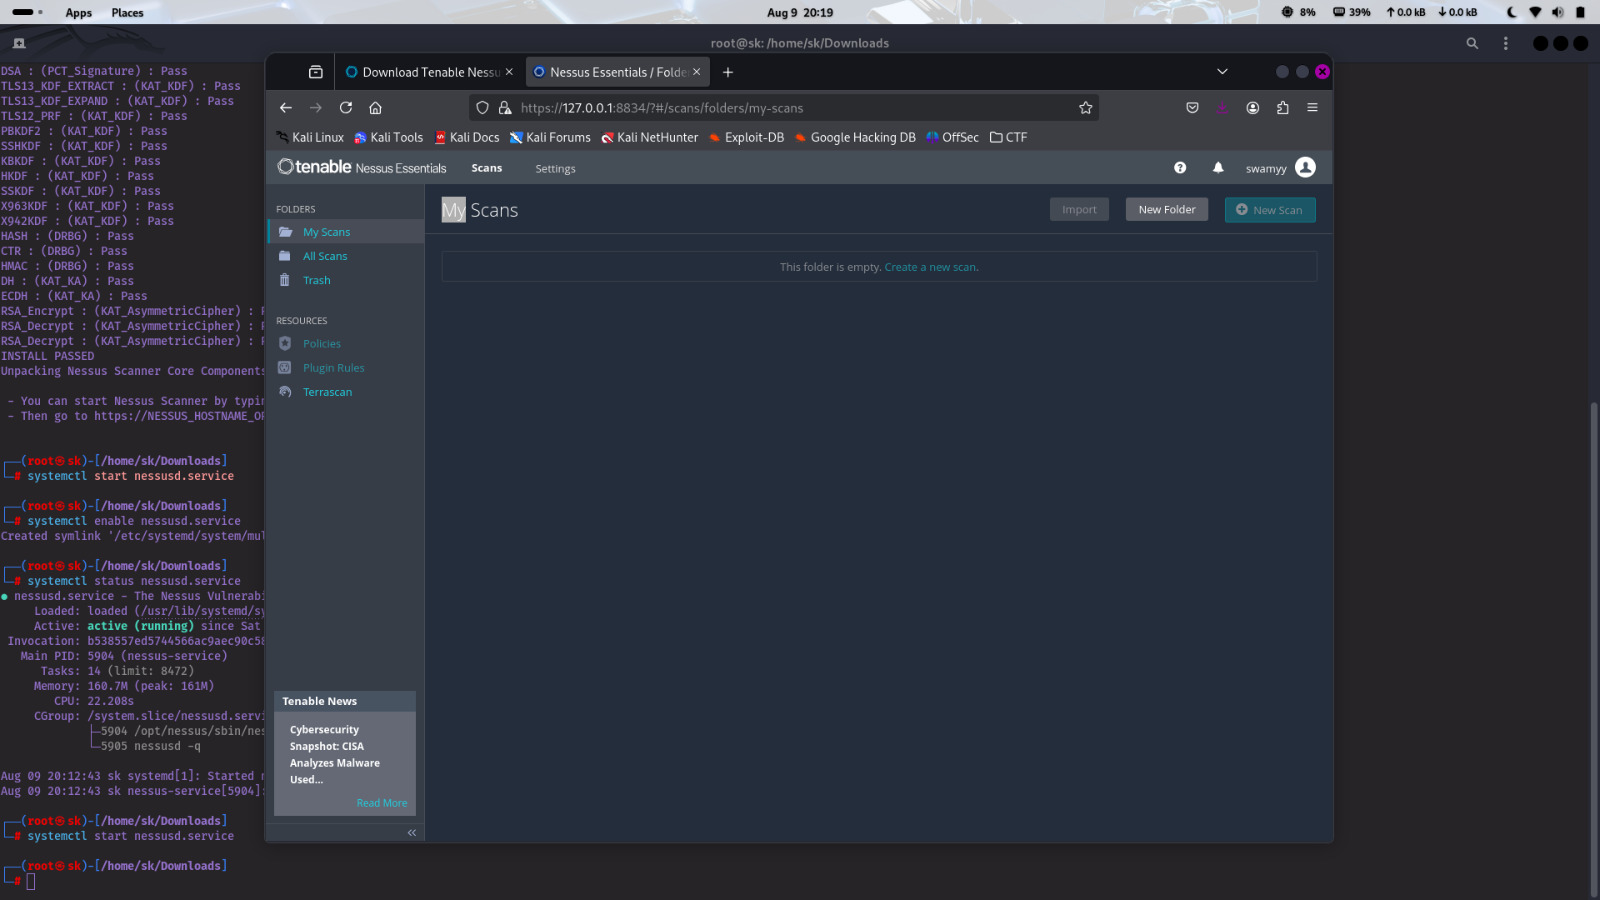 Apps Places
Aug 9 20:19
8% 39% 0.0 kB 0.0 kB
root@sk: /home/sk/Downloads
DSA : (PCT_Signature) : Pass
TLS13_KDF_EXTRACT : (KAT_KDF) : Pass
TLS13_KDF_EXPAND : (KAT_KDF) : Pass
TLS12_PRF : (KAT_KDF) : Pass
PBKDF2 : (KAT_KDF) : Pass
SSHKDF : (KAT_KDF) : Pass
KBKDF : (KAT_KDF) : Pass
HKDF : (KAT_KDF) : Pass
SSKDF : (KAT_KDF) : Pass
X963KDF : (KAT_KDF) : Pass
X942KDF : (KAT_KDF) : Pass
HASH : (DRBG) : Pass
CTR : (DRBG) : Pass
HMAC : (DRBG) : Pass
DH : (KAT_KA) : Pass
ECDH : (KAT_KA) : Pass
RSA_Encrypt : (KAT_AsymmetricCipher) :
RSA_Decrypt : (KAT_AsymmetricCipher) :
RSA_Decrypt : (KAT_AsymmetricCipher) :
INSTALL PASSED
Unpacking Nessus Scanner Core Components
- You can start Nessus Scanner by typin
- Then go to https://NESSUS_HOSTNAME_OR
(root㉿sk)-[/home/sk/Downloads]
# systemctl start nessusd.service
(root㉿sk)-[/home/sk/Downloads]
# systemctl enable nessusd.service
Created symlink '/etc/systemd/system/mul
(root㉿sk)-[/home/sk/Downloads]
# systemctl status nessusd.service
● nessusd.service - The Nessus Vulnerabi
Loaded: loaded (/usr/lib/systemd/sy
Active: active (running) since Sat
Invocation: b538557ed5744566ac9aec90c58
Main PID: 5904 (nessus-service)
Tasks: 14 (limit: 8472)
Memory: 160.7M (peak: 161M)
CPU: 22.208s
CGroup: /system.slice/nessusd.servi
├─5904 /opt/nessus/sbin/nes
└─5905 nessusd -q
Aug 09 20:12:43 sk systemd[1]: Started
Aug 09 20:12:43 sk nessus-service[5904]:
(root㉿sk)-[/home/sk/Downloads]
# systemctl start nessusd.service
(root㉿sk)-[/home/sk/Downloads]
#
Download Tenable Nessu
Nessus Essentials / Folde
https://127.0.0.1:8834/?#/scans/folders/my-scans
Kali Linux Kali Tools Kali Docs Kali Forums Kali NetHunter Exploit-DB Google Hacking DB OffSec CTF
tenable Nessus Essentials Scans Settings swamyy
FOLDERS
My Scans
All Scans
Trash
RESOURCES
Policies
Plugin Rules
Terrascan
Tenable News
Cybersecurity
Snapshot: CISA
Analyzes Malware
Used...
Read More
My Scans
Import New Folder New Scan
This folder is empty. Create a new scan.